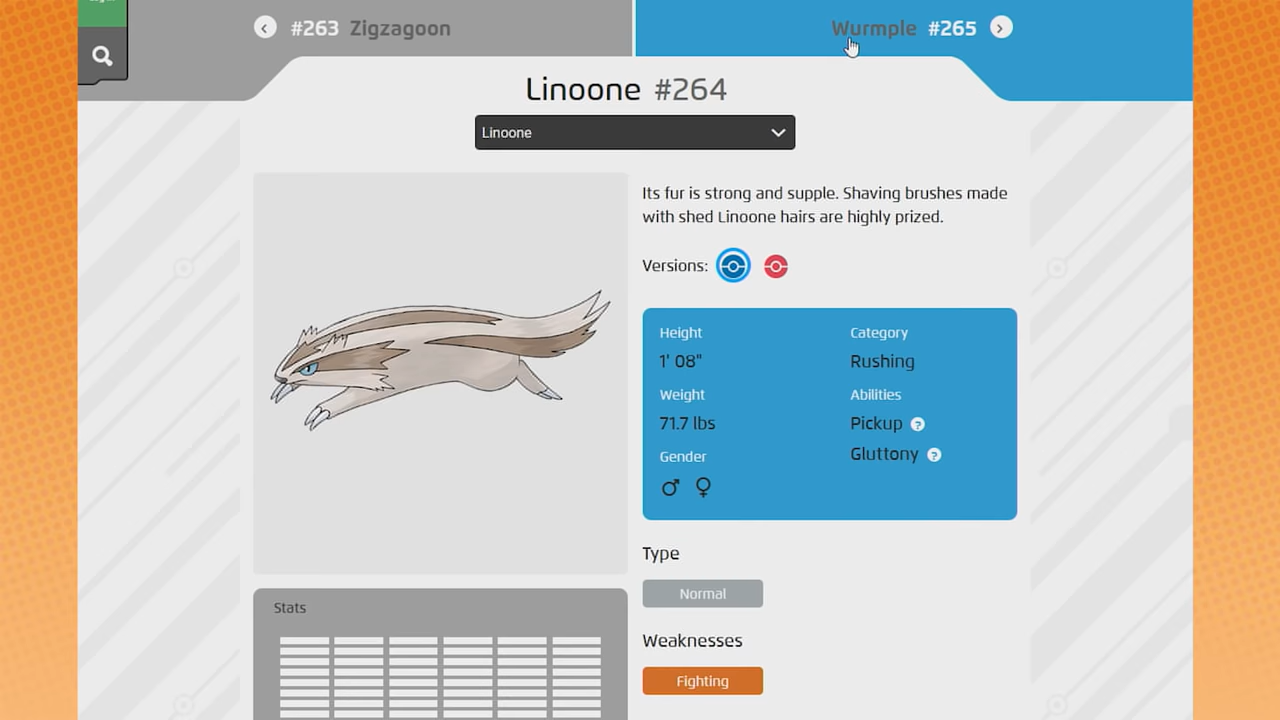 #263 Zigzagoon
Wurmple #265
Linoone #264
Linoone
Its fur is strong and supple. Shaving brushes made
with shed Linoone hairs are highly prized.
Versions:
Height
1' 08"
Weight
71.7 lbs
Gender
Category
Rushing
Abilities
Pickup ?
Gluttony ?
Type
Normal
Weaknesses
Fighting
Stats